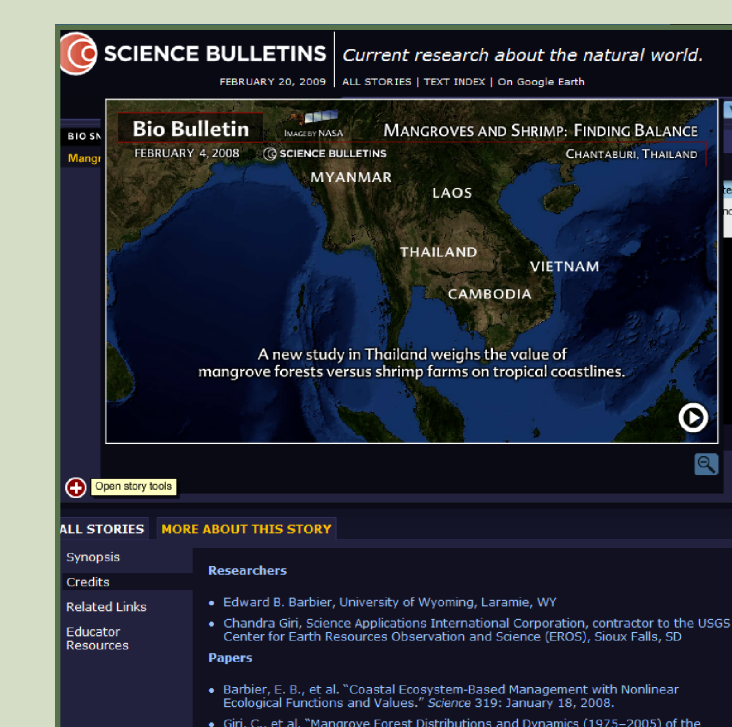 SCIENCE BULLETINS
Current research about the natural world.
FEBRUARY 20, 2009
ALL STORIES | TEXT INDEX | On Google Earth
BIO SN
Mangr
Bio Bulletin
IMAGE BY NASA
MANGROVES AND SHRIMP: FINDING BALANCE
FEBRUARY 4, 2008
SCIENCE BULLETINS
CHANTABURI, THAILAND
MYANMAR
LAOS
THAILAND
VIETNAM
CAMBODIA
A new study in Thailand weighs the value of
mangrove forests versus shrimp farms on tropical coastlines.
Open story tools
ALL STORIES
MORE ABOUT THIS STORY
Synopsis
Credits
Related Links
Educator
Resources
Researchers
• Edward B. Barbier, University of Wyoming, Laramie, WY
• Chandra Giri, Science Applications International Corporation, contractor to the USGS
Center for Earth Resources Observation and Science (EROS), Sioux Falls, SD
Papers
• Barbier, E. B., et al. "Coastal Ecosystem-Based Management with Nonlinear
Ecological Functions and Values." Science 319: January 18, 2008.
• Giri, C., et al. "Mangrove Forest Distributions and Dynamics (1975–2005) of the